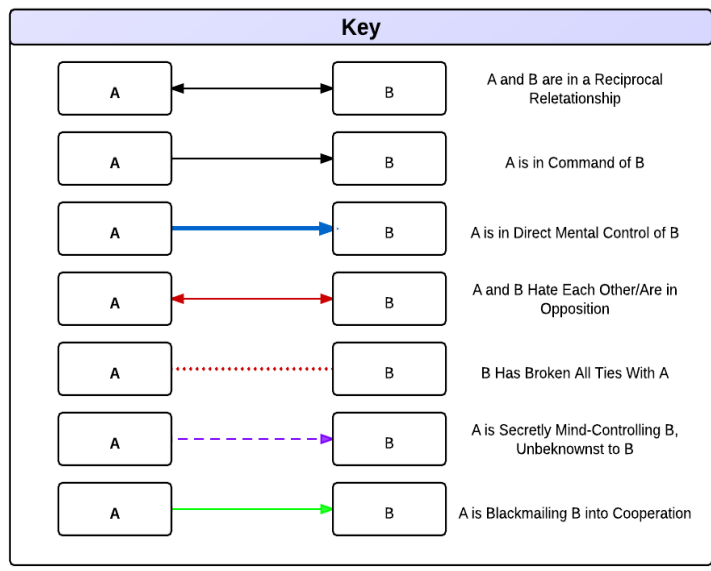 Key
A B A and B are in a Reciprocal
Reletationship
A B A is in Command of B
A B A is in Direct Mental Control of B
A B A and B Hate Each Other/Are in
Opposition
A B B Has Broken All Ties With A
A B A is Secretly Mind-Controlling B,
Unbeknownst to B
A B A is Blackmailing B into Cooperation